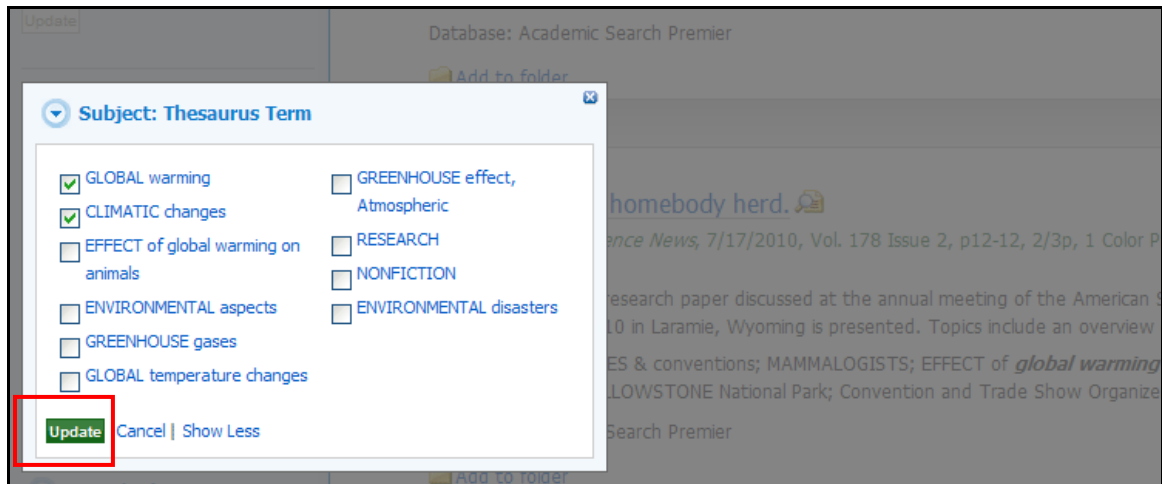 Update
Database: Academic Search Premier
Add to folder
Subject: Thesaurus Term
GLOBAL warming
CLIMATIC changes
EFFECT of global warming on
animals
ENVIRONMENTAL aspects
GREENHOUSE gases
GLOBAL temperature changes
GREENHOUSE effect,
Atmospheric
RESEARCH
NONFICTION
ENVIRONMENTAL disasters
Update Cancel | Show Less
homebody herd.
ence News, 7/17/2010, Vol. 178 Issue 2, p12-12, 2/3p, 1 Color P
research paper discussed at the annual meeting of the American S
10 in Laramie, Wyoming is presented. Topics include an overview
ES & conventions; MAMMALOGISTS; EFFECT of global warming
LLOWSTONE National Park; Convention and Trade Show Organize
Search Premier
Add to folder